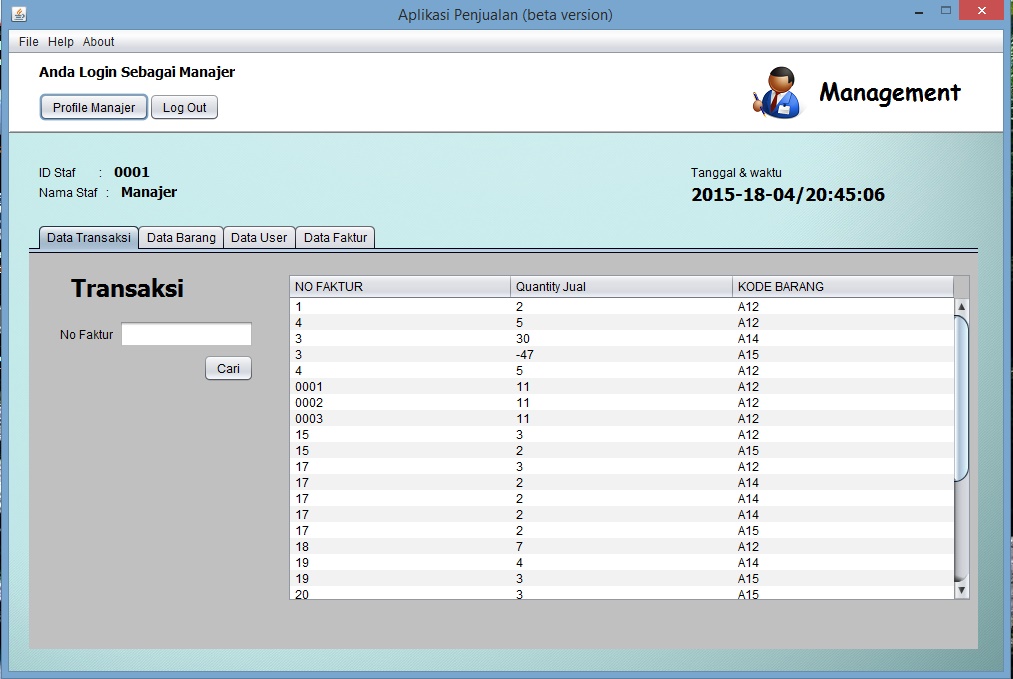 Aplikasi Penjualan (beta version)
File Help About
Anda Login Sebagai Manajer
Profile Manajer Log Out
Management
ID Staf : 0001
Nama Staf : Manajer
Tanggal & waktu
2015-18-04/20:45:06
Data Transaksi Data Barang Data User Data Faktur
Transaksi
No Faktur
Cari
NO FAKTUR Quantity Jual KODE BARANG
1 2 A12
4 5 A12
3 30 A14
3 -47 A15
4 5 A12
0001 11 A12
0002 11 A12
0003 11 A12
15 3 A12
15 2 A15
17 3 A12
17 2 A14
17 2 A14
17 2 A14
17 2 A15
18 7 A12
19 4 A14
19 3 A15
20 3 A15